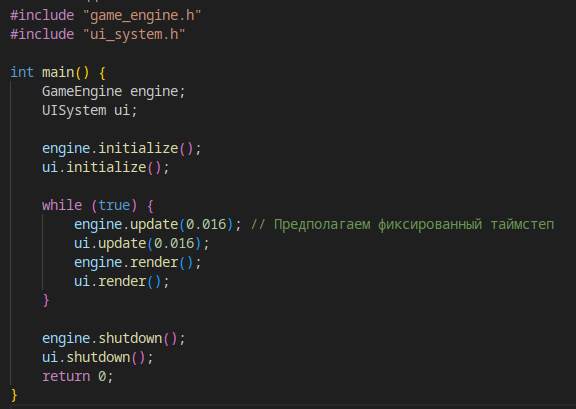 #include "game_engine.h"
#include "ui_system.h"

int main() {
    GameEngine engine;
    UISystem ui;

    engine.initialize();
    ui.initialize();

    while (true) {
        engine.update(0.016); // Предполагаем фиксированный таймстеп
        ui.update(0.016);
        engine.render();
        ui.render();
    }

    engine.shutdown();
    ui.shutdown();
    return 0;
}